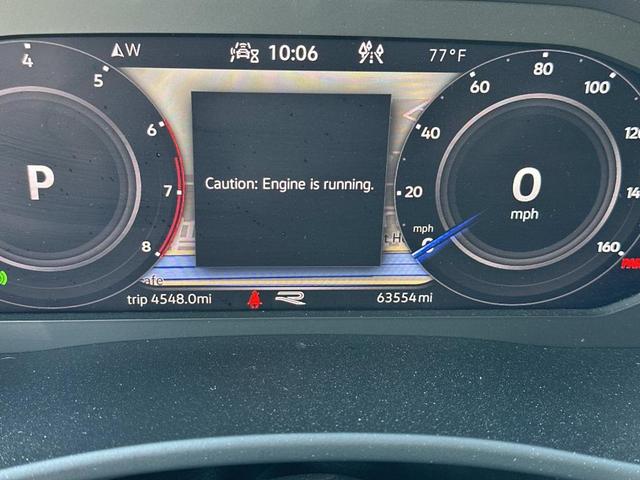 W 10:06 77°F
4 5 6 7 8
P
Caution: Engine is running.
20 40 60 80 100 160
mph
0
mph
afe
trip 4548.0mi 63554mi